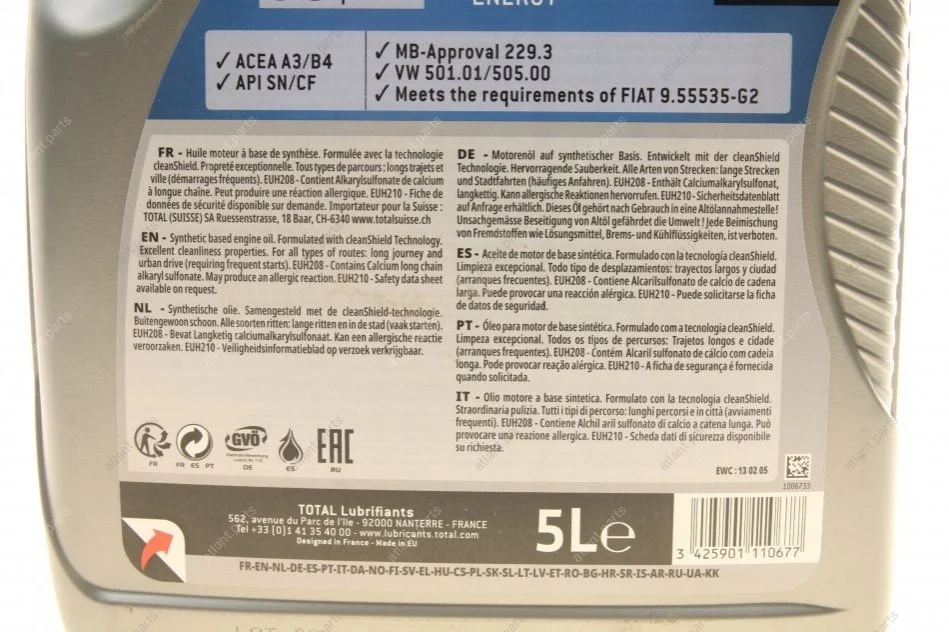 ENERGY
✓ ACEA A3/B4
✓ API SN/CF
✓ MB-Approval 229.3
✓ VW 501.01/505.00
✓ Meets the requirements of FIAT 9.55535-G2
FR - Huile moteur à base de synthèse. Formulée avec la technologie
cleanShield. Propreté exceptionnelle. Tous types de parcours : longs trajets et
ville (démarrages fréquents). EUH208 - Contient Alkarylsulfonate de calcium
à longue chaîne. Peut produire une réaction allergique. EUH210 - Fiche de
données de sécurité disponible sur demande. Importateur pour la Suisse :
TOTAL (SUISSE) SA Ruessenstrasse, 18 Baar, CH-6340 www.totalsuisse.ch
EN - Synthetic based engine oil. Formulated with cleanShield Technology.
Excellent cleanliness properties. For all types of routes: long journey and
urban drive (requiring frequent starts). EUH208 - Contains Calcium long chain
alkaryl sulfonate. May produce an allergic reaction. EUH210 - Safety data sheet
available on request.
NL - Synthetische olie. Samengesteld met de cleanShield-technologie.
Buitengewoon schoon. Alle soorten ritten: lange ritten en in de stad (vaak starten).
EUH208 - Bevat Langketig calciumalkarylsulfonaat. Kan een allergische reactie
veroorzaken. EUH210 - Veiligheidsinformatieblad op verzoek verkrijgbaar.
DE - Motorenöl auf synthetischer Basis. Entwickelt mit der cleanShield
Technologie. Hervorragende Sauberkeit. Alle Arten von Strecken: lange Strecken
und Stadtfahrten (häufiges Anfahren). EUH208 - Enthält Calciumalkarylsulfonat,
langkettig. Kann allergische Reaktionen hervorrufen. EUH210 - Sicherheitsdatenblatt
auf Anfrage erhältlich. Dieses Öl gehört nach Gebrauch in eine Altölannahmestelle!
Unsachgemässe Beseitigung von Altöl gefährdet die Umwelt ! Jede Beimischung
von Fremdstoffen wie Lösungsmittel, Brems- und Kühlflüssigkeiten, ist verboten.
ES - Aceite de motor de base sintética. Formulado con la tecnología cleanShield.
Limpieza excepcional. Todo tipo de desplazamientos: trayectos largos y ciudad
(arranques frecuentes). EUH208 - Contiene Alcarilsulfonato de calcio de cadena
larga. Puede provocar una reacción alérgica. EUH210 - Puede solicitarse la ficha
de datos de seguridad.
PT - Óleo para motor de base sintética. Formulado com a tecnologia cleanShield.
Limpeza excepcional. Todos os tipos de percursos: Trajetos longos e cidade
(arranques frequentes). EUH208 - Contém Alcaril sulfonato de cálcio com cadeia
longa. Pode provocar reação alérgica. EUH210 - A ficha de segurança é fornecida
quando solicitada.
IT - Olio motore a base sintetica. Formulato con la tecnologia cleanShield.
Straordinaria pulizia. Tutti i tipi di percorso: lunghi percorsi e in città (avviamenti
frequenti). EUH208 - Contiene Alchil aril sulfonato di calcio a catena lunga. Può
provocare una reazione allergica. EUH210 - Scheda dati di sicurezza disponibile
su richiesta.
GVÖ
EAC
FR
FR ES PT
DE
ES
RU
EWC : 13 02 05
1006733
TOTAL Lubrifiants
562, avenue du Parc de l'île - 92000 NANTERRE - FRANCE
Tel +33 (0)1 41 35 40 00 - www.lubricants.total.com
Designed in France - Made in EU
5L e
3 425901 110677
FR-EN-NL-DE-ES-PT-IT-DA-NO-FI-SV-EL-HU-CS-PL-SK-SL-LT-LV-ET-RO-BG-HR-SR-IS-AR-RU-UA-KK
atlant.parts